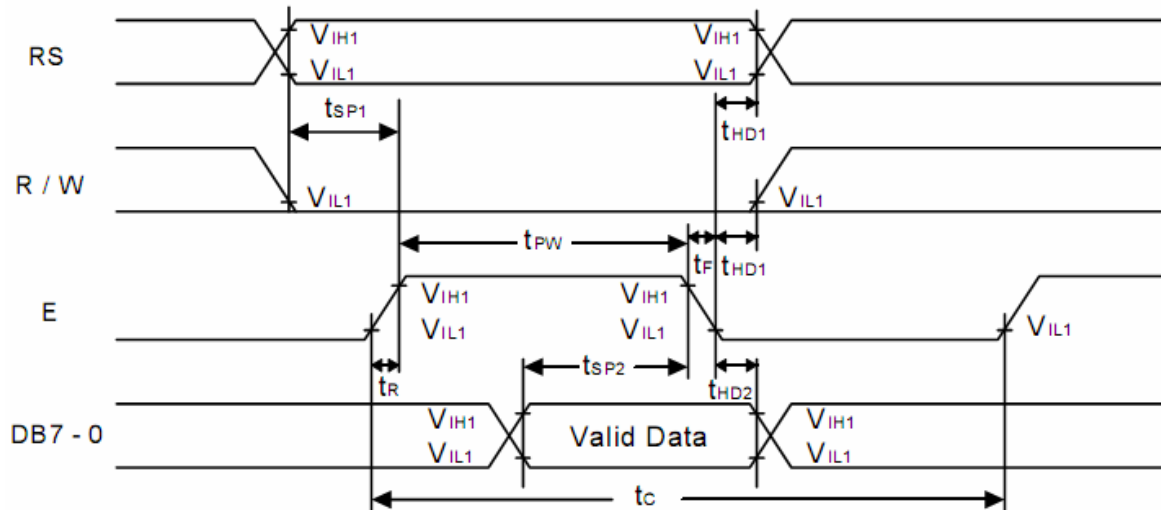 RS
VIH1
VIH1
VIL1
VIL1
tSP1
tHD1
R / W
VIL1
VIL1
tPW
tF
tHD1
E
VIH1
VIH1
VIL1
VIL1
VIL1
tR
tSP2
tHD2
DB7 - 0
VIH1
Valid Data
VIH1
VIL1
VIL1
tC